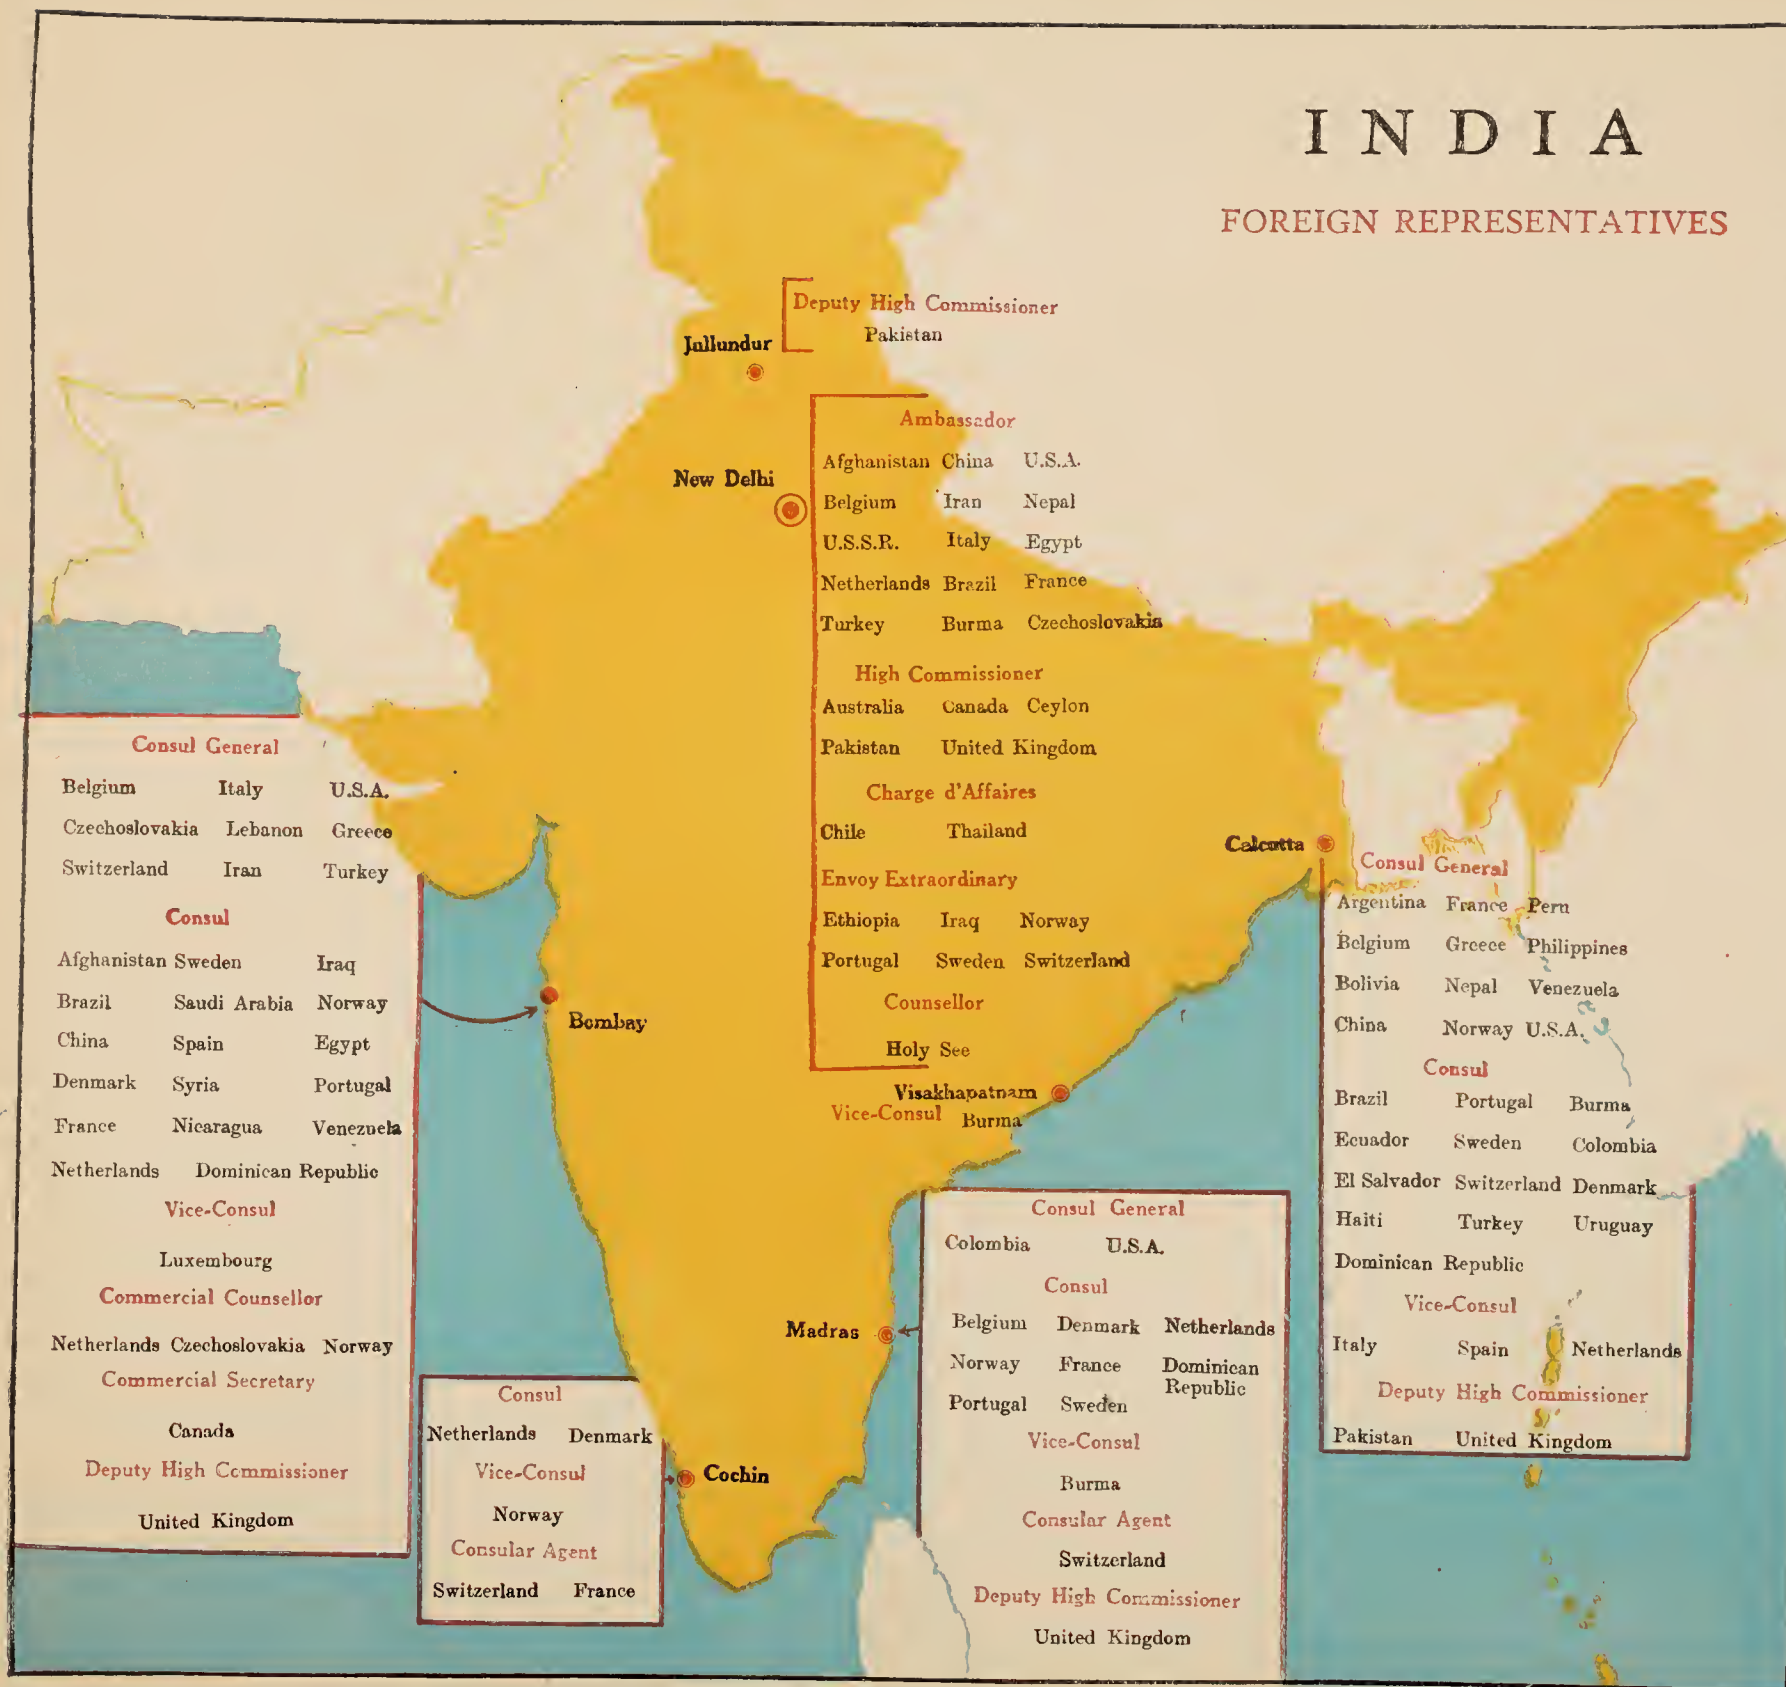 INDIA
FOREIGN REPRESENTATIVES
Deputy High Commissioner
Pakistan
Jullundur
New Delhi
Ambassador
Afghanistan China U.S.A.
Belgium Iran Nepal
U.S.S.R. Italy Egypt
Netherlands Brazil France
Turkey Burma Czechoslovakia
High Commissioner
Australia Canada Ceylon
Pakistan United Kingdom
Charge d'Affaires
Chile Thailand
Envoy Extraordinary
Ethiopia Iraq Norway
Portugal Sweden Switzerland
Counsellor
Holy See
Visakhapatnam
Vice-Consul Burma
Consul General
Belgium Italy U.S.A.
Czechoslovakia Lebanon Greece
Switzerland Iran Turkey
Consul
Afghanistan Sweden Iraq
Brazil Saudi Arabia Norway
China Spain Egypt
Denmark Syria Portugal
France Nicaragua Venezuela
Netherlands Dominican Republic
Vice-Consul
Luxembourg
Commercial Counsellor
Netherlands Czechoslovakia Norway
Commercial Secretary
Canada
Deputy High Commissioner
United Kingdom
Bombay
Consul
Netherlands Denmark
Vice-Consul
Norway
Consular Agent
Switzerland France
Cochin
Madras
Consul General
Colombia U.S.A.
Consul
Belgium Denmark Netherlands
Norway France Dominican
Republic
Portugal Sweden
Vice-Consul
Burma
Consular Agent
Switzerland
Deputy High Commissioner
United Kingdom
Calcutta
Consul General
Argentina France Peru
Belgium Greece Philippines
Bolivia Nepal Venezuela
China Norway U.S.A.
Consul
Brazil Portugal Burma
Ecuador Sweden Colombia
El Salvador Switzerland Denmark
Haiti Turkey Uruguay
Dominican Republic
Vice-Consul
Italy Spain Netherlands
Deputy High Commissioner
Pakistan United Kingdom